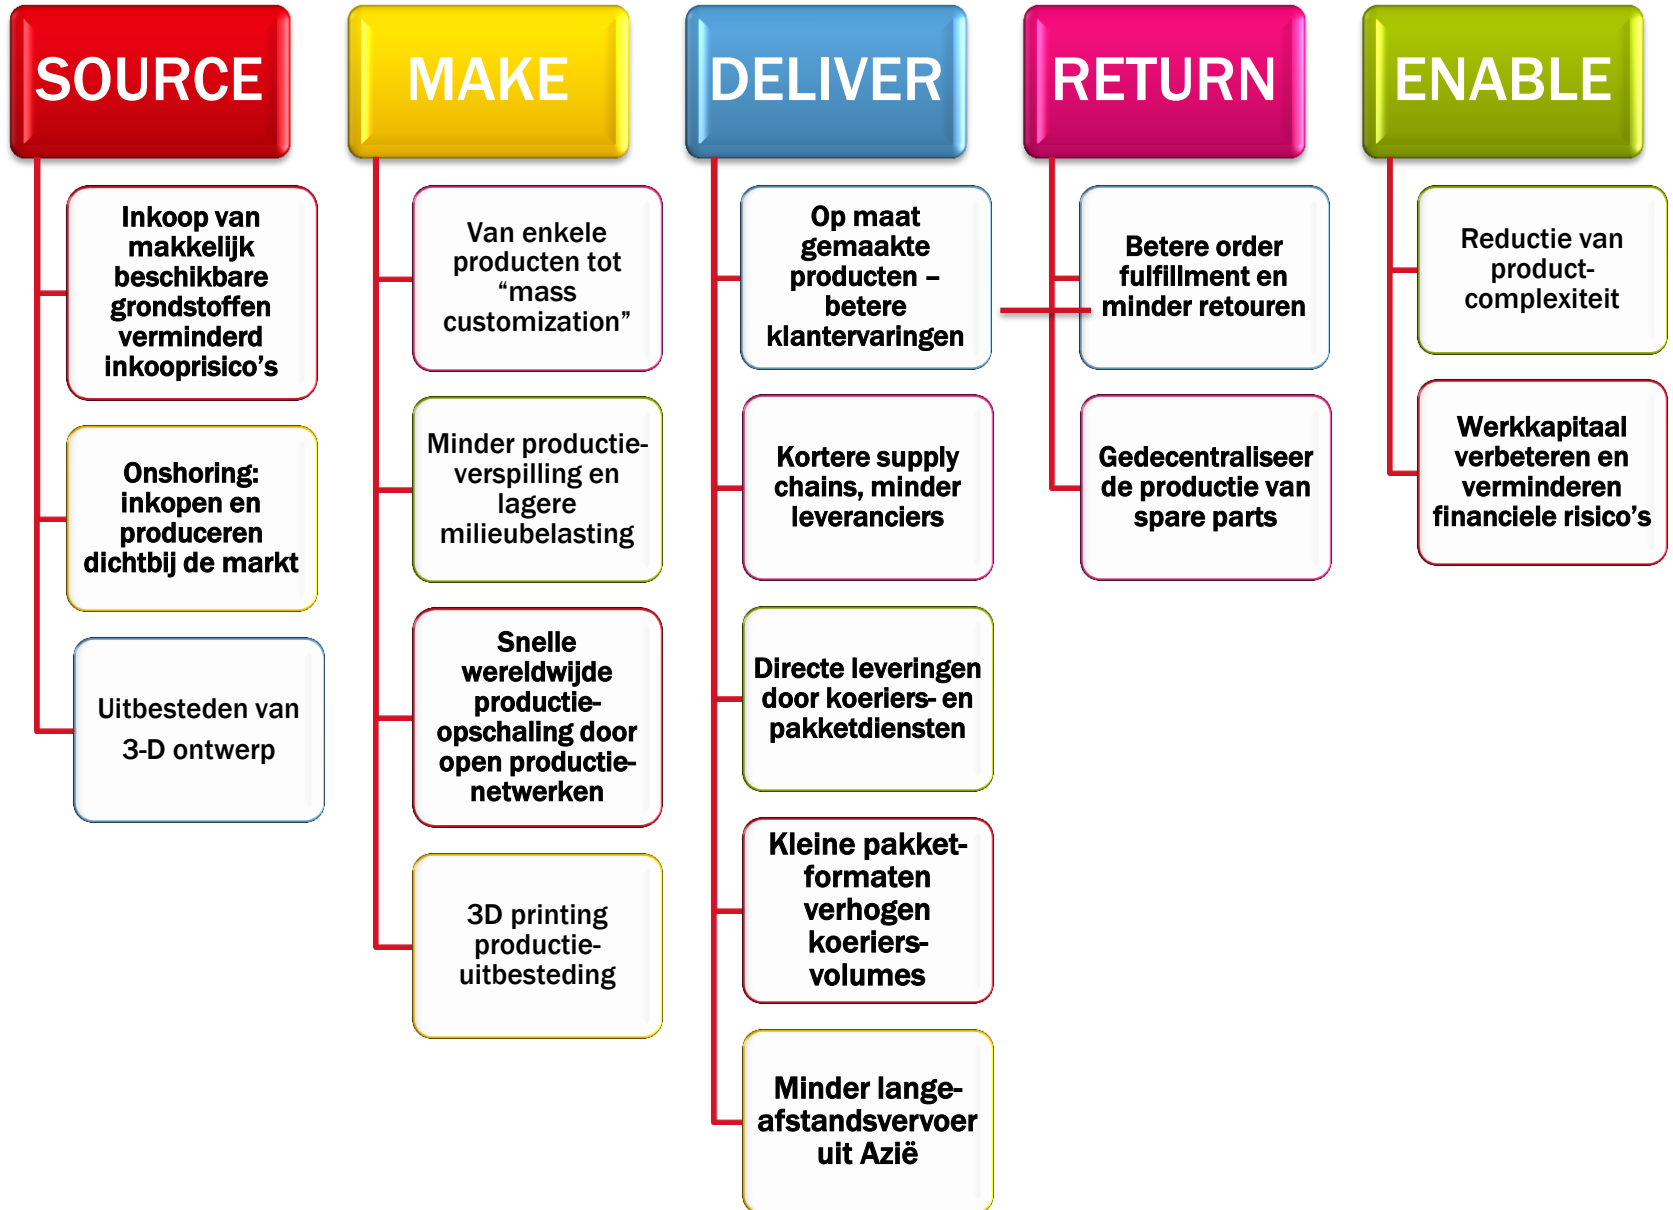 SOURCE
Inkoop van
makkelijk
beschikbare
grondstoffen
verminderd
inkooprisico’s
Onshoring:
inkopen en
produceren
dichtbij de markt
Uitbesteden van
3-D ontwerp
MAKE
Van enkele
producten tot
“mass
customization”
Minder productie-
verspilling en
lagere
milieubelasting
Snelle
wereldwijde
productie-
opschaling door
open productie-
netwerken
3D printing
productie-
uitbesteding
DELIVER
Op maat
gemaakte
producten –
betere
klantervaringen
Kortere supply
chains, minder
leveranciers
Directe leveringen
door koeriers- en
pakketdiensten
Kleine pakket-
formaten
verhogen
koeriers-
volumes
Minder lange-
afstandsvervoer
uit Azië
RETURN
Betere order
fulfillment en
minder retouren
Gedecentraliseer
de productie van
spare parts
ENABLE
Reductie van
product-
complexiteit
Werkkapitaal
verbeteren en
verminderen
financiele risico’s